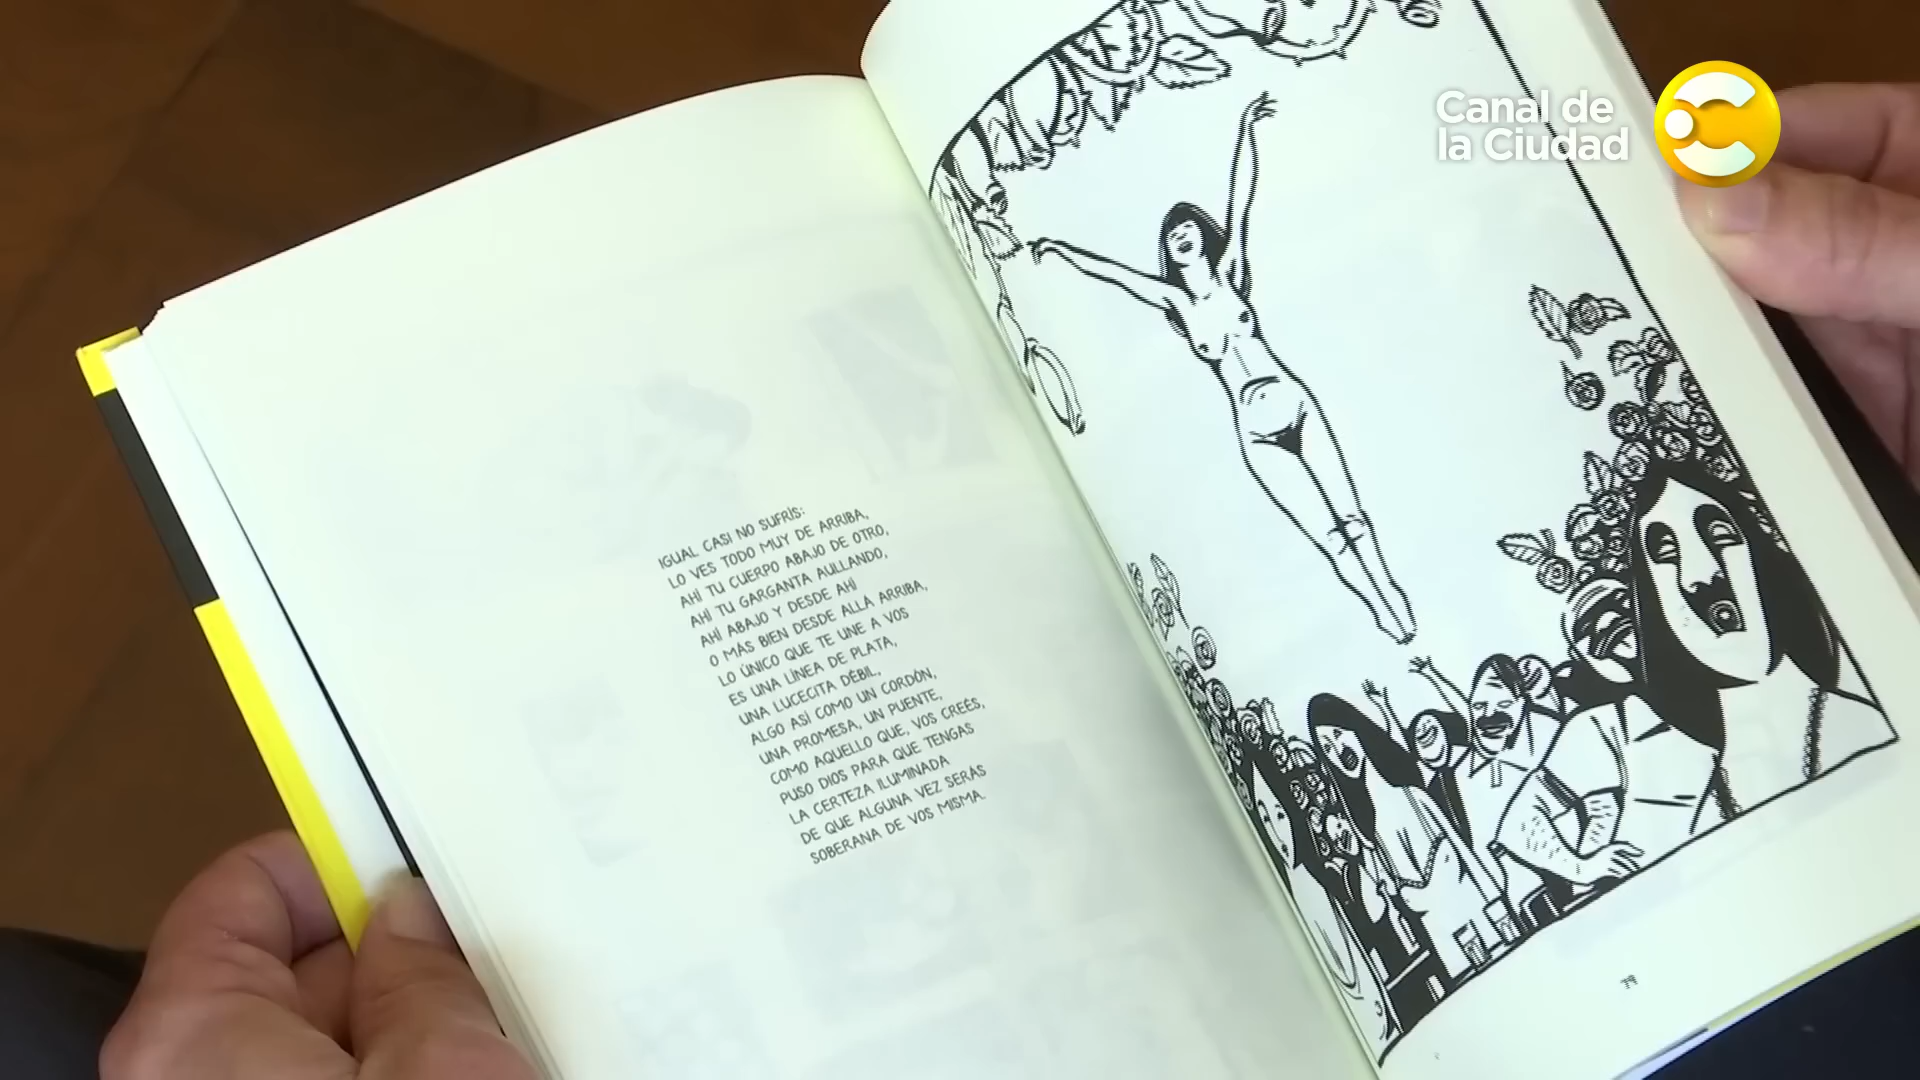 IGUAL CASI NO SUFRÍS:
LO VES TODO MUY DE ARRIBA,
AHÍ TU CUERPO ABAJO DE OTRO,
AHÍ TU GARGANTA AULLANDO,
AHÍ ABAJO Y DESDE AHÍ
O MÁS BIEN DESDE ALLÁ ARRIBA,
LO ÚNICO QUE TE UNE A VOS
ES UNA LÍNEA DE PLATA,
UNA LUCECITA DÉBIL,
ALGO ASÍ COMO UN CORDÓN,
UNA PROMESA, UN PUENTE,
COMO AQUELLO QUE, VOS CREÉS,
PUSO DIOS PARA QUE TENGAS
LA CERTEZA ILUMINADA
DE QUE ALGUNA VEZ SERÁS
SOBERANA DE VOS MISMA.
Canal de
la Ciudad